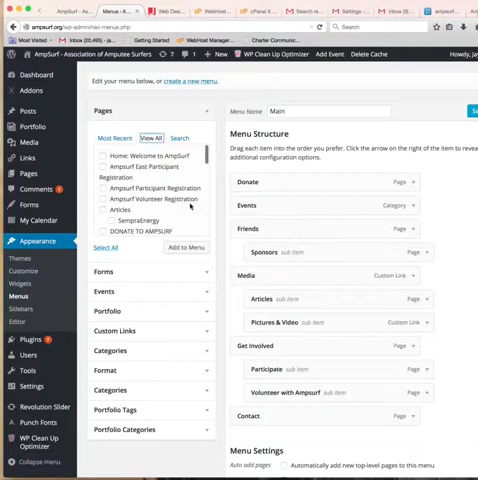 Menus ‹ A...
Web Des...
WebHost ...
cPanel X
Search re...
Settings ‹ ...
Inbox (8) ...
ampsurf...
ampsurf.org/wp-admin/nav-menus.php
Search
Most Visited
Inbox (20,495) - ja...
Getting Started
WebHost Manager...
Charter Communic...
AmpSurf - Association of Amputee Surfers
7
1
New
WP Clean Up Optimizer
Add Event
Delete Cache
Howdy, Jay
Dashboard
Addons
Posts
Portfolio
Media
Links
Pages
Comments 1
Forms
My Calendar
Appearance
Themes
Customize
Widgets
Menus
Sidebars
Editor
Plugins 7
Users
Tools
Settings
Revolution Slider
Punch Fonts
WP Clean Up
Optimizer
Collapse menu
Edit your menu below, or create a new menu.
Pages
Most Recent
View All
Search
Home: Welcome to AmpSurf
Ampsurf East Participant
Registration
Ampsurf Participant Registration
Ampsurf Volunteer Registration
Articles
SempraEnergy
DONATE TO AMPSURF
Select All
Add to Menu
Forms
Events
Portfolio
Custom Links
Categories
Format
Categories
Portfolio Tags
Portfolio Categories
Menu Name
Main
Sa
Menu Structure
Drag each item into the order you prefer. Click the arrow on the right of the item to revea
additional configuration options.
Donate Page
Events Category
Friends Page
Sponsors sub item Page
Media Custom Link
Articles sub item Page
Pictures & Video sub item Custom Link
Get Involved Page
Participate sub item Page
Volunteer with Ampsurf sub item Page
Contact Page
Menu Settings
Auto add pages
Automatically add new top-level pages to this menu